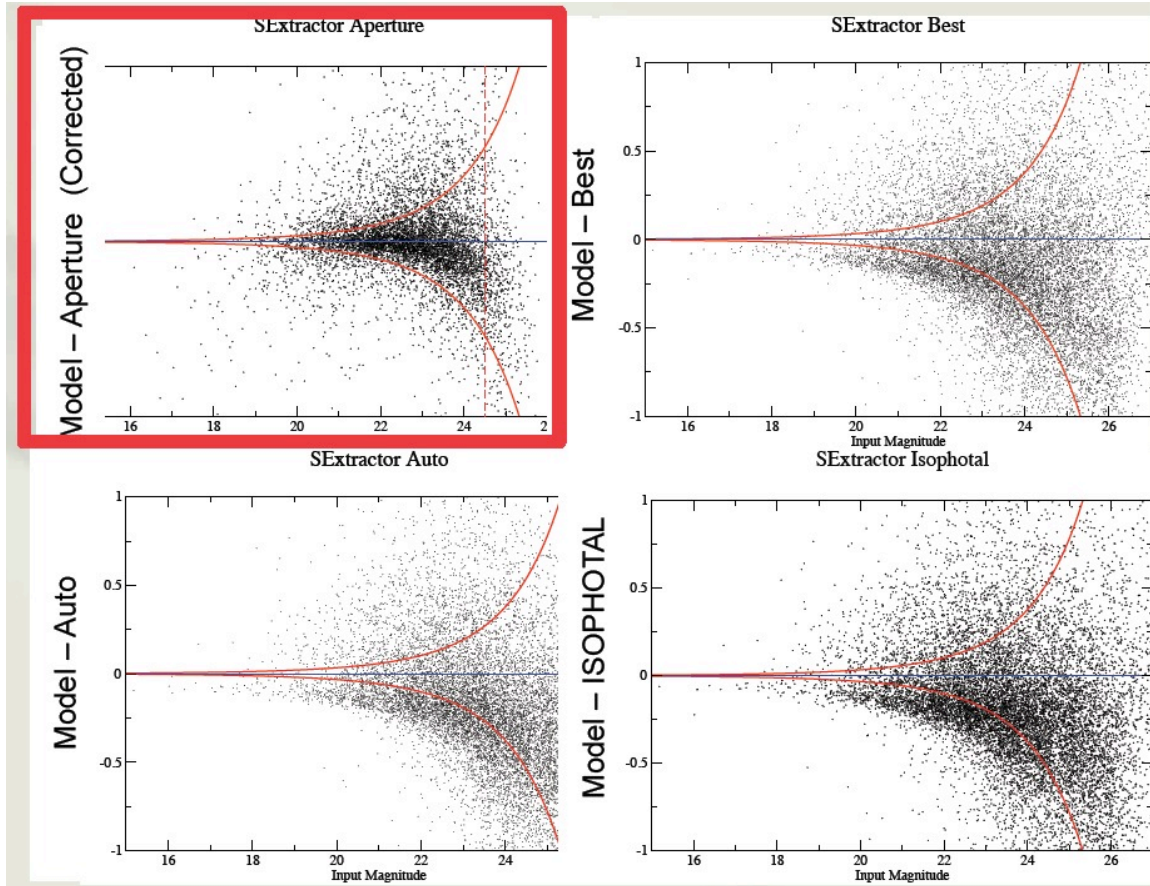 SExtractor Aperture
Model – Aperture (Corrected)
16 18 20 22 24 2
SExtractor Best
Model – Best
1
0.5
0
-0.5
-1
16 18 20 22 24 26
Input Magnitude
SExtractor Auto
Model – Auto
1
0.5
0
-0.5
-1
16 18 20 22 24
Input Magnitude
SExtractor Isophotal
Model – ISOPHOTAL
1
0.5
0
-0.5
-1
16 18 20 22 24 26
Input Magnitude